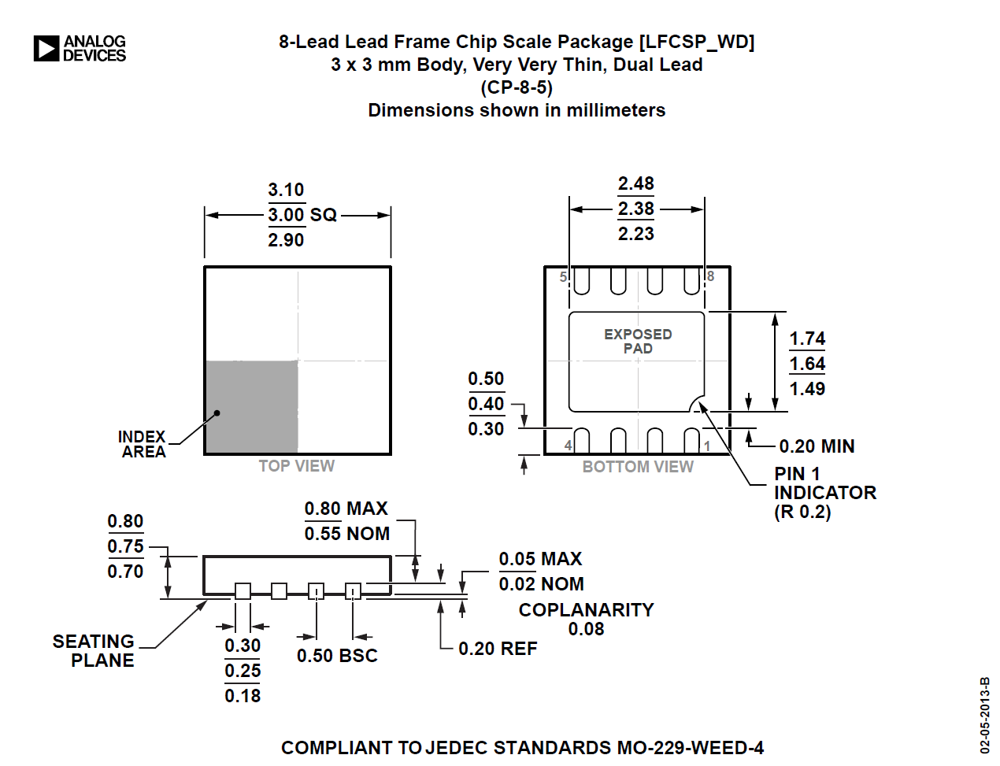 ANALOG
DEVICES
8-Lead Lead Frame Chip Scale Package [LFCSP_WD]
3 x 3 mm Body, Very Very Thin, Dual Lead
(CP-8-5)
Dimensions shown in millimeters
3.10
3.00 SQ
2.90
2.48
2.38
2.23
5
8
EXPOSED
PAD
1.74
1.64
1.49
0.50
0.40
0.30
INDEX
AREA
4
1
0.20 MIN
TOP VIEW
BOTTOM VIEW
PIN 1
INDICATOR
(R 0.2)
0.80 MAX
0.55 NOM
0.80
0.75
0.70
0.05 MAX
0.02 NOM
COPLANARITY
0.08
SEATING
PLANE
0.30
0.25
0.18
0.50 BSC
0.20 REF
02-05-2013-B
COMPLIANT TO JEDEC STANDARDS MO-229-WEED-4